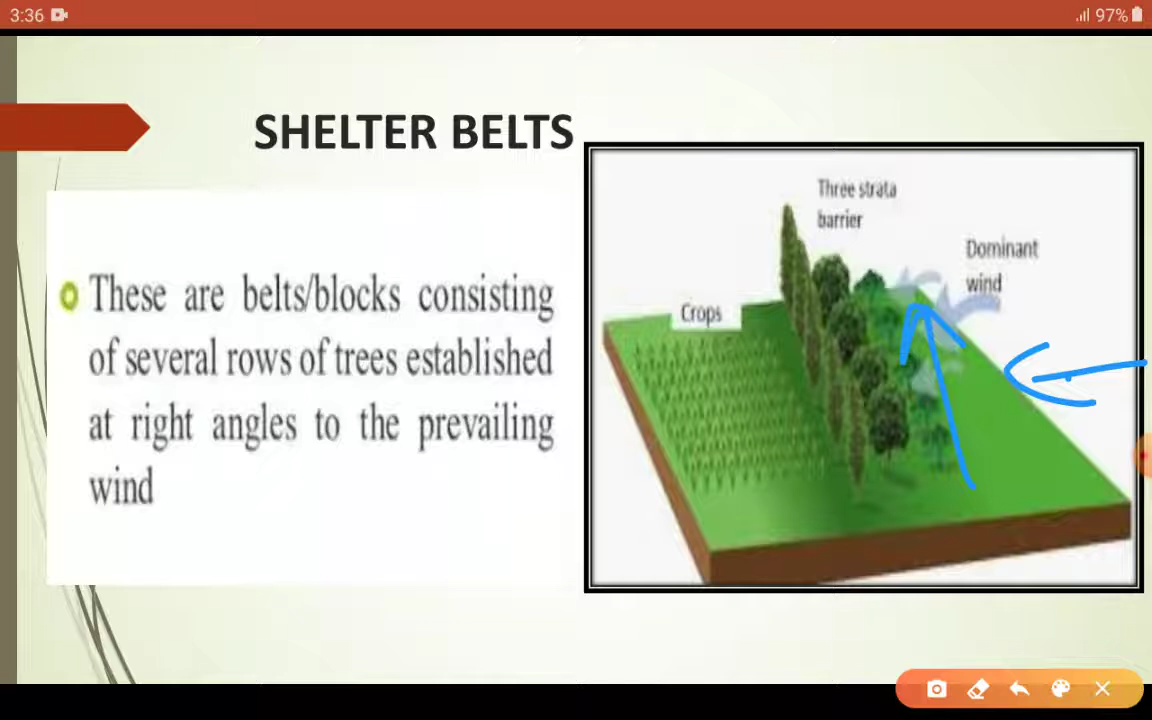 3:36
97%
SHELTER BELTS
These are belts/blocks consisting
of several rows of trees established
at right angles to the prevailing
wind
Three strata
barrier
Dominant
wind
Crops